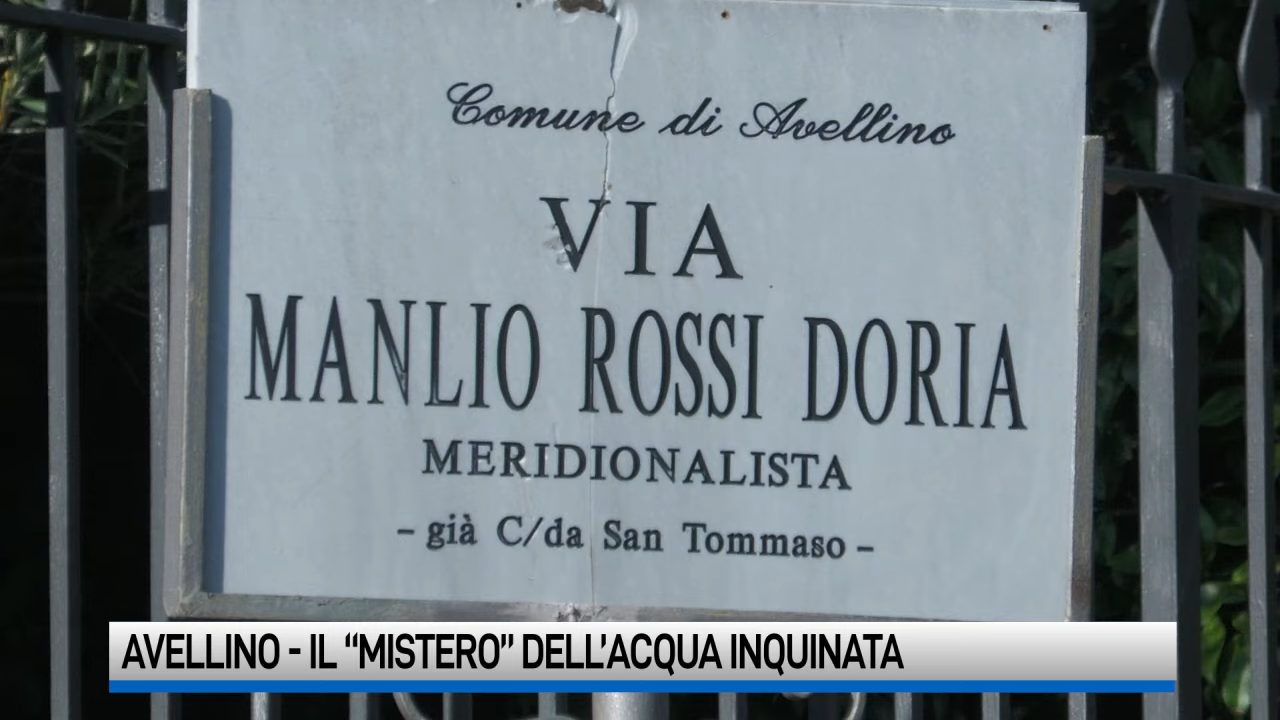 Comune di Avellino
VIA
MANLIO ROSSI DORIA
MERIDIONALISTA
– già C/da San Tommaso –
AVELLINO - IL “MISTERO” DELL’ACQUA INQUINATA